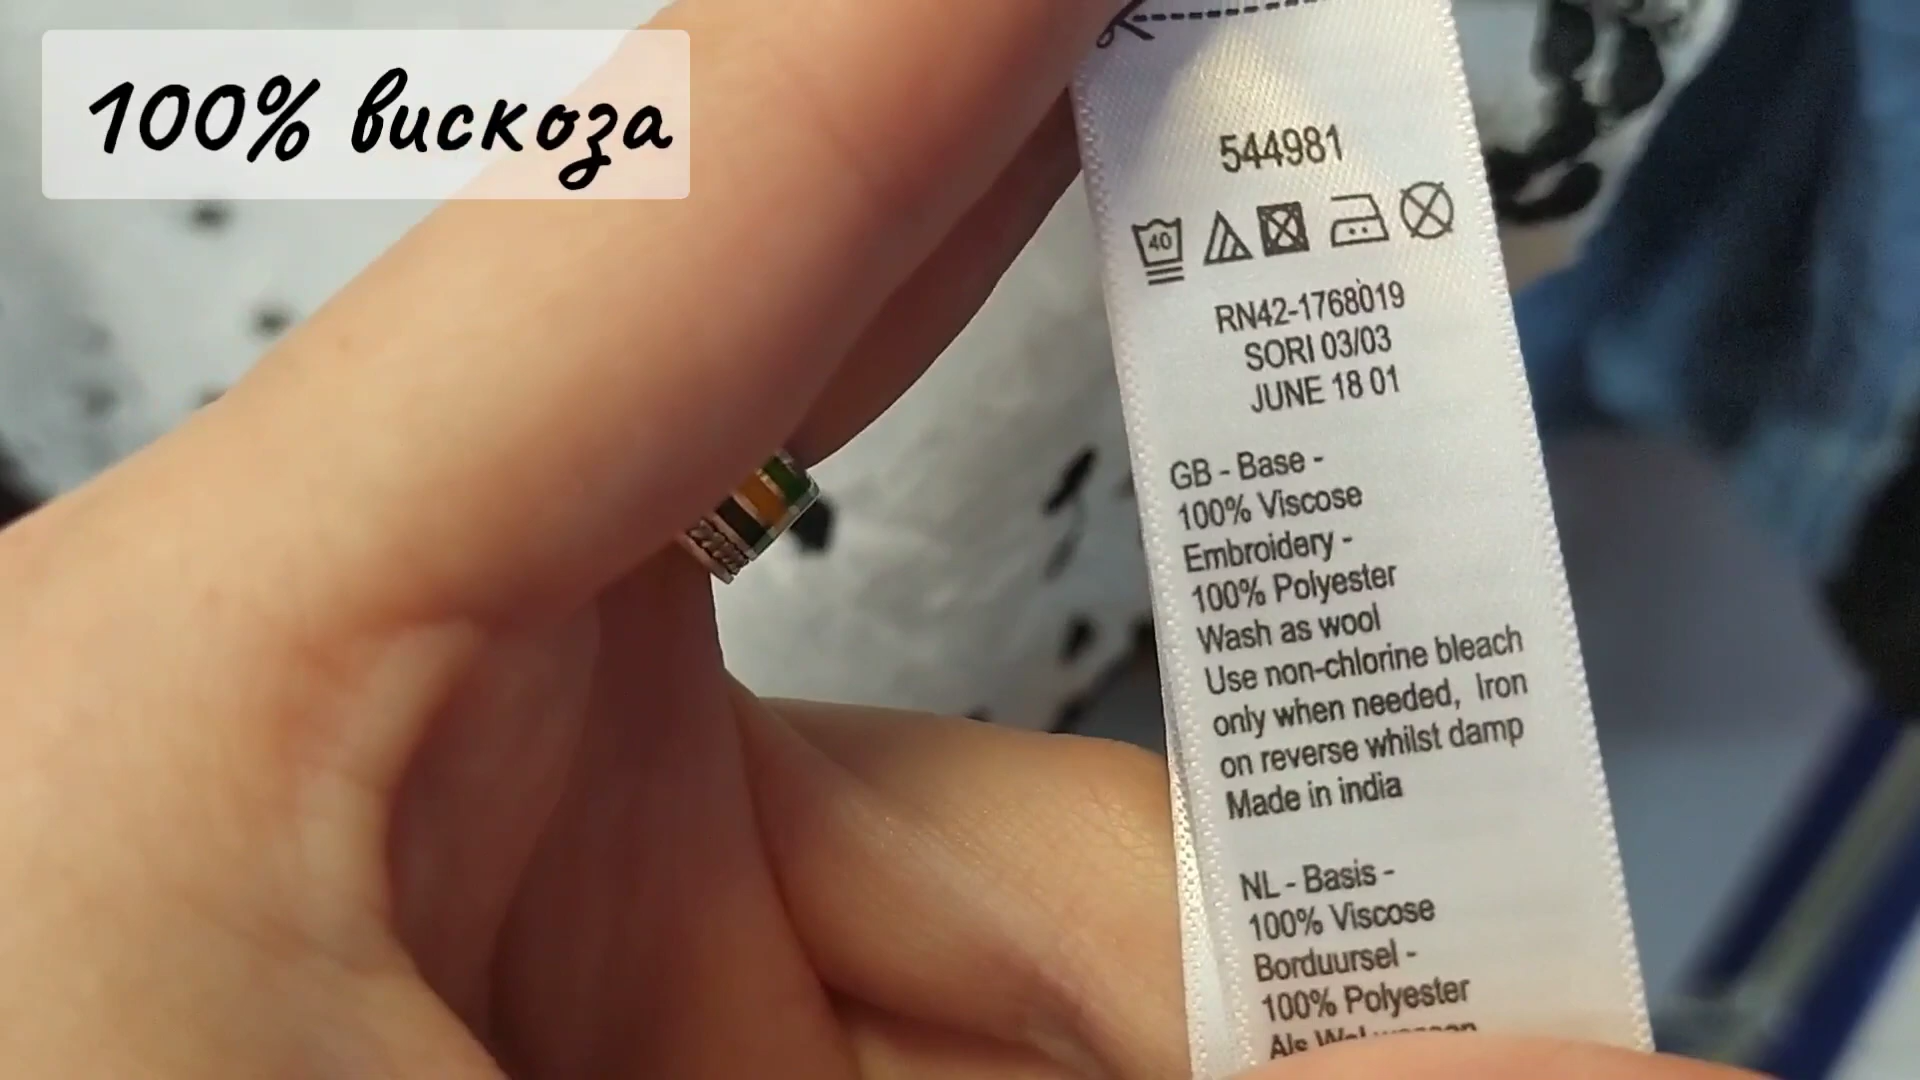 100% вискоза
544981
40
RN42-1768019
SORI 03/03
JUNE 18 01
GB - Base -
100% Viscose
Embroidery -
100% Polyester
Wash as wool
Use non-chlorine bleach
only when needed, Iron
on reverse whilst damp
Made in india
NL - Basis -
100% Viscose
Borduursel -
100% Polyester
Als Wol